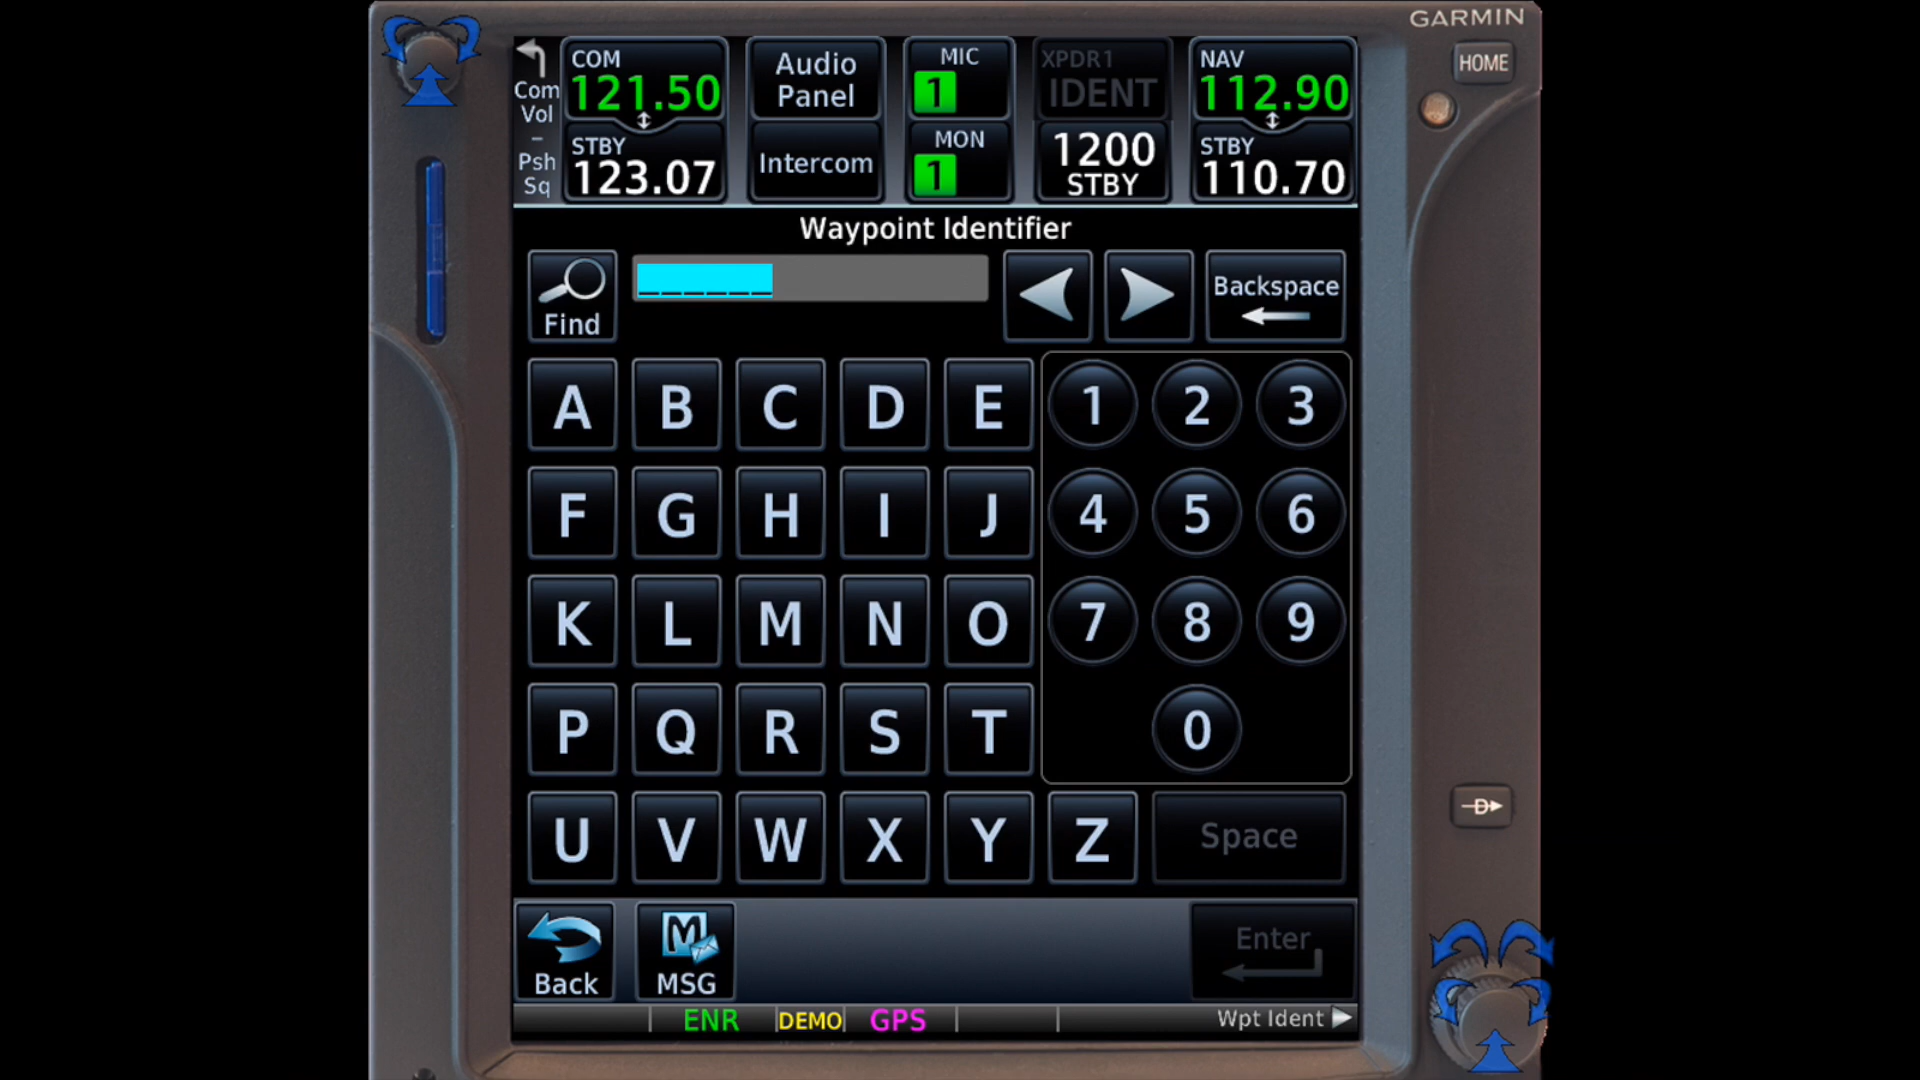 GARMIN
HOME
Com
Vol
-
Psh
Sq
COM
121.50
STBY
123.07
Audio
Panel
Intercom
MIC
1
MON
1
XPDR1
IDENT
1200
STBY
NAV
112.90
STBY
110.70
Waypoint Identifier
Find
Backspace
A B C D E 1 2 3
F G H I J 4 5 6
K L M N O 7 8 9
P Q R S T 0
U V W X Y Z Space
D
Back
MSG
Enter
ENR DEMO GPS Wpt Ident